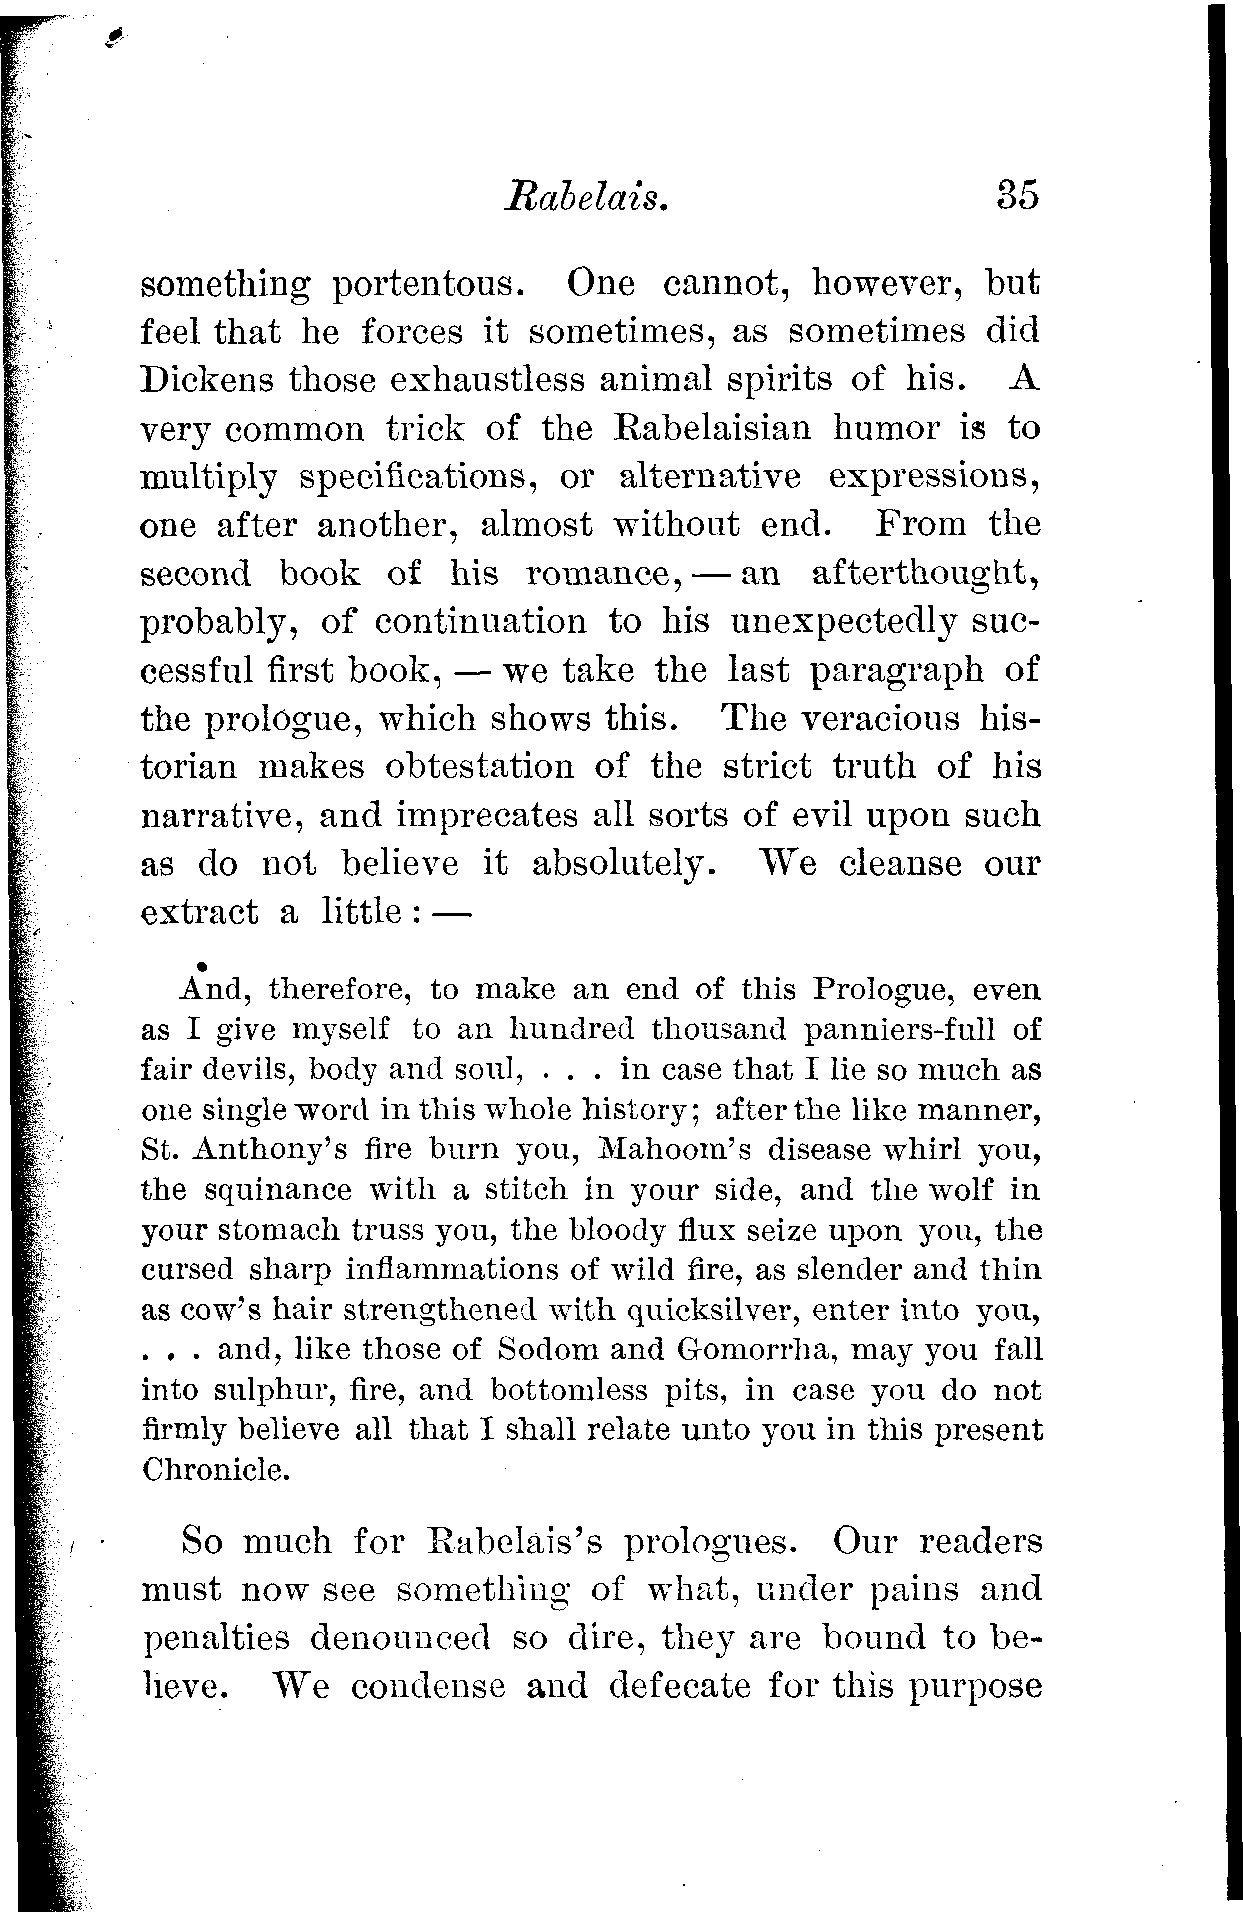 Rabelais. 35
something portentous. One cannot, however, but
feel that he forces it sometimes, as sometimes did
Dickens those exhaustless animal spirits of his. A
very common trick of the Rabelaisian humor is to
multiply specifications, or alternative expressions,
one after another, almost without end. From the
second book of his romance, — an afterthought,
probably, of continuation to his unexpectedly suc-
cessful first book, — we take the last paragraph of
the prologue, which shows this. The veracious his-
torian makes obtestation of the strict truth of his
narrative, and imprecates all sorts of evil upon such
as do not believe it absolutely. We cleanse our
extract a little : —
And, therefore, to make an end of this Prologue, even
as I give myself to an hundred thousand panniers-full of
fair devils, body and soul, . . . in case that I lie so much as
one single word in this whole history; after the like manner,
St. Anthony's fire burn you, Mahoom's disease whirl you,
the squinance with a stitch in your side, and the wolf in
your stomach truss you, the bloody flux seize upon you, the
cursed sharp inflammations of wild fire, as slender and thin
as cow's hair strengthened with quicksilver, enter into you,
. . . and, like those of Sodom and Gomorrha, may you fall
into sulphur, fire, and bottomless pits, in case you do not
firmly believe all that I shall relate unto you in this present
Chronicle.
So much for Rabelais's prologues. Our readers
must now see something of what, under pains and
penalties denounced so dire, they are bound to be-
lieve. We condense and defecate for this purpose